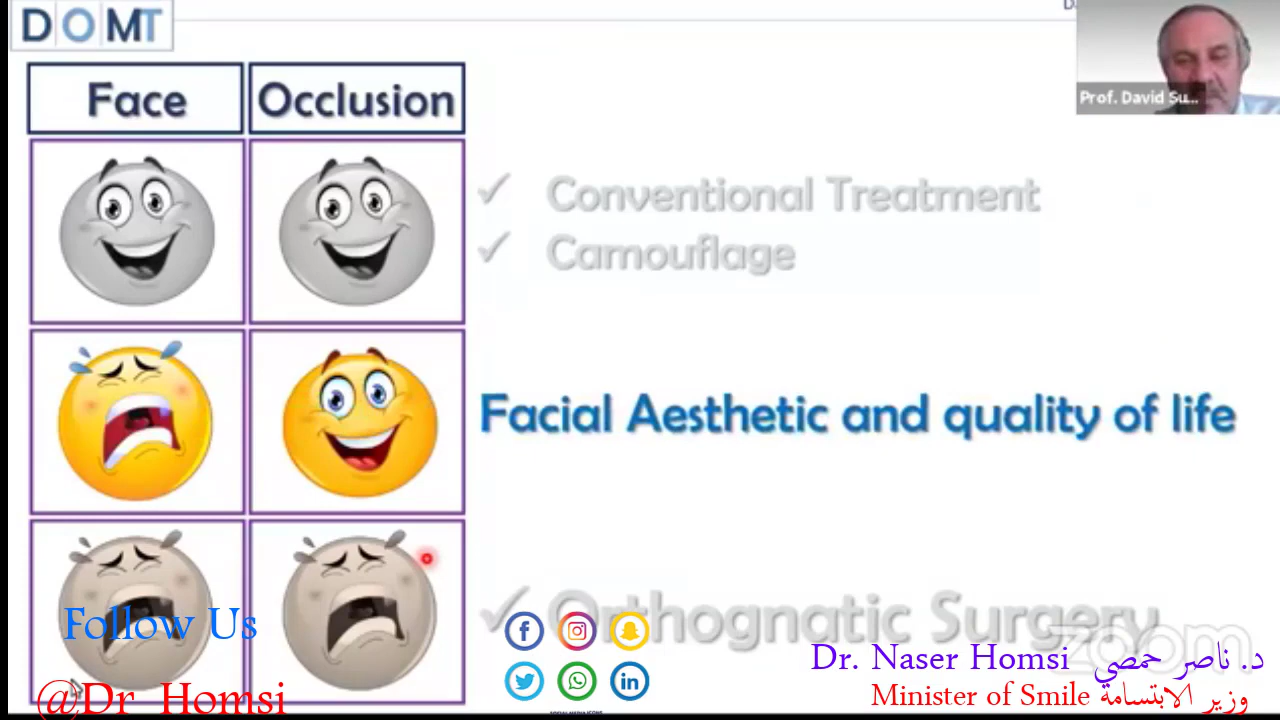 DOMT
Prof. David Su...
Face
Occlusion
✓ Conventional Treatment
✓ Camouflage
Facial Aesthetic and quality of life
✓ Orthognatic Surgery
zoom
Follow Us
@Dr_Homsi
Dr. Naser Homsi د. ناصر حمصي
Minister of Smile وزير الابتسامة